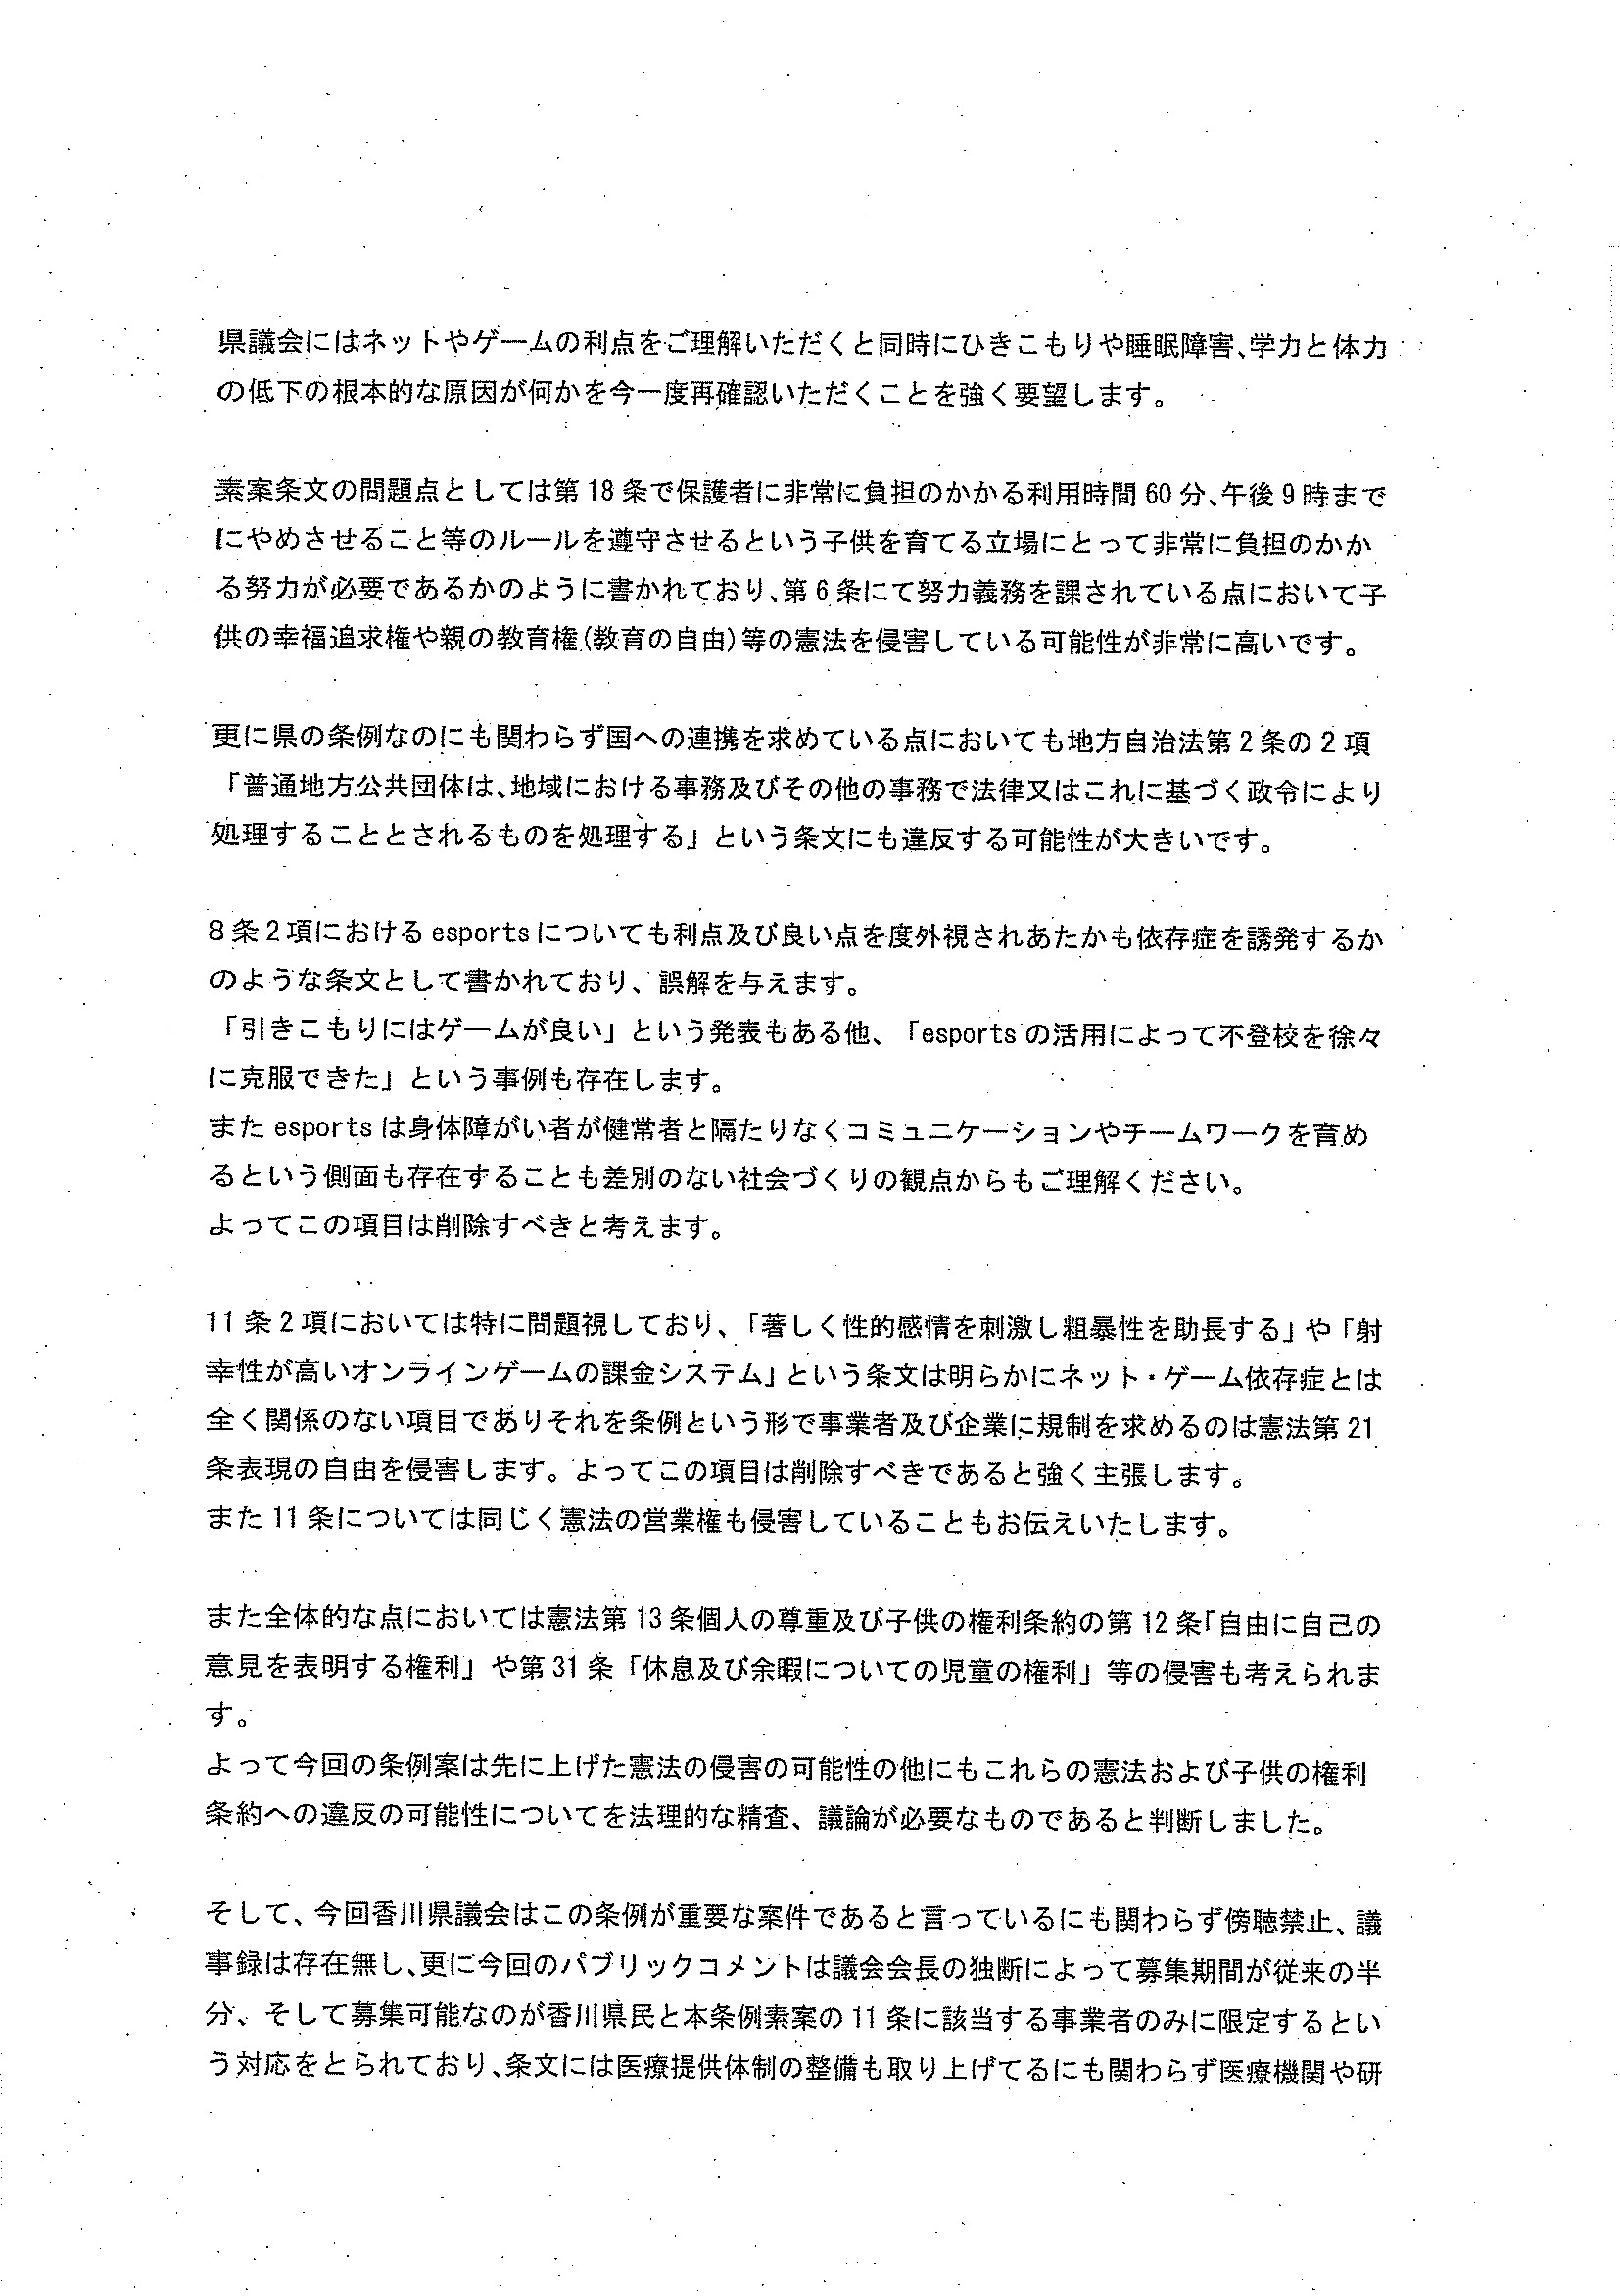 県議会にはネットやゲームの利点をご理解いただくと同時にひきこもりや睡眠障害、学力と体力
の低下の根本的な原因が何かを今一度再確認いただくことを強く要望します。
素案条文の問題点としては第18条で保護者に非常に負担のかかる利用時間60分、午後9時まで
にやめさせること等のルールを遵守させるという子供を育てる立場にとって非常に負担のかか
る努力が必要であるかのように書かれており、第6条にて努力義務を課されている点において子
供の幸福追求権や親の教育権(教育の自由)等の憲法を侵害している可能性が非常に高いです。
更に県の条例なのにも関わらず国への連携を求めている点においても地方自治法第2条の2項
「普通地方公共団体は、地域における事務及びその他の事務で法律又はこれに基づく政令により
処理することとされるものを処理する」という条文にも違反する可能性が大きいです。
8条2項におけるesportsについても利点及び良い点を度外視されあたかも依存症を誘発するか
のような条文として書かれており、誤解を与えます。
「引きこもりにはゲームが良い」という発表もある他、「esportsの活用によって不登校を徐々
に克服できた」という事例も存在します。
またesportsは身体障がい者が健常者と隔たりなくコミュニケーションやチームワークを育め
るという側面も存在することも差別のない社会づくりの観点からもご理解ください。
よってこの項目は削除すべきと考えます。
11条2項においては特に問題視しており、「著しく性的感情を刺激し粗暴性を助長する」や「射
幸性が高いオンラインゲームの課金システム」という条文は明らかにネット・ゲーム依存症とは
全く関係のない項目でありそれを条例という形で事業者及び企業に規制を求めるのは憲法第21
条表現の自由を侵害します。よってこの項目は削除すべきであると強く主張します。
また11条については同じく憲法の営業権も侵害していることもお伝えいたします。
また全体的な点においては憲法第13条個人の尊重及び子供の権利条約の第12条「自由に自己の
意見を表明する権利」や第31条「休息及び余暇についての児童の権利」等の侵害も考えられま
す。
よって今回の条例案は先に上げた憲法の侵害の可能性の他にもこれらの憲法および子供の権利
条約への違反の可能性についてを法理的な精査、議論が必要なものであると判断しました。
そして、今回香川県議会はこの条例が重要な案件であると言っているにも関わらず傍聴禁止、議
事録は存在無し、更に今回のパブリックコメントは議会会長の独断によって募集期間が従来の半
分、そして募集可能なのが香川県民と本条例素案の11条に該当する事業者のみに限定するとい
う対応をとられており、条文には医療提供体制の整備も取り上げてるにも関わらず医療機関や研